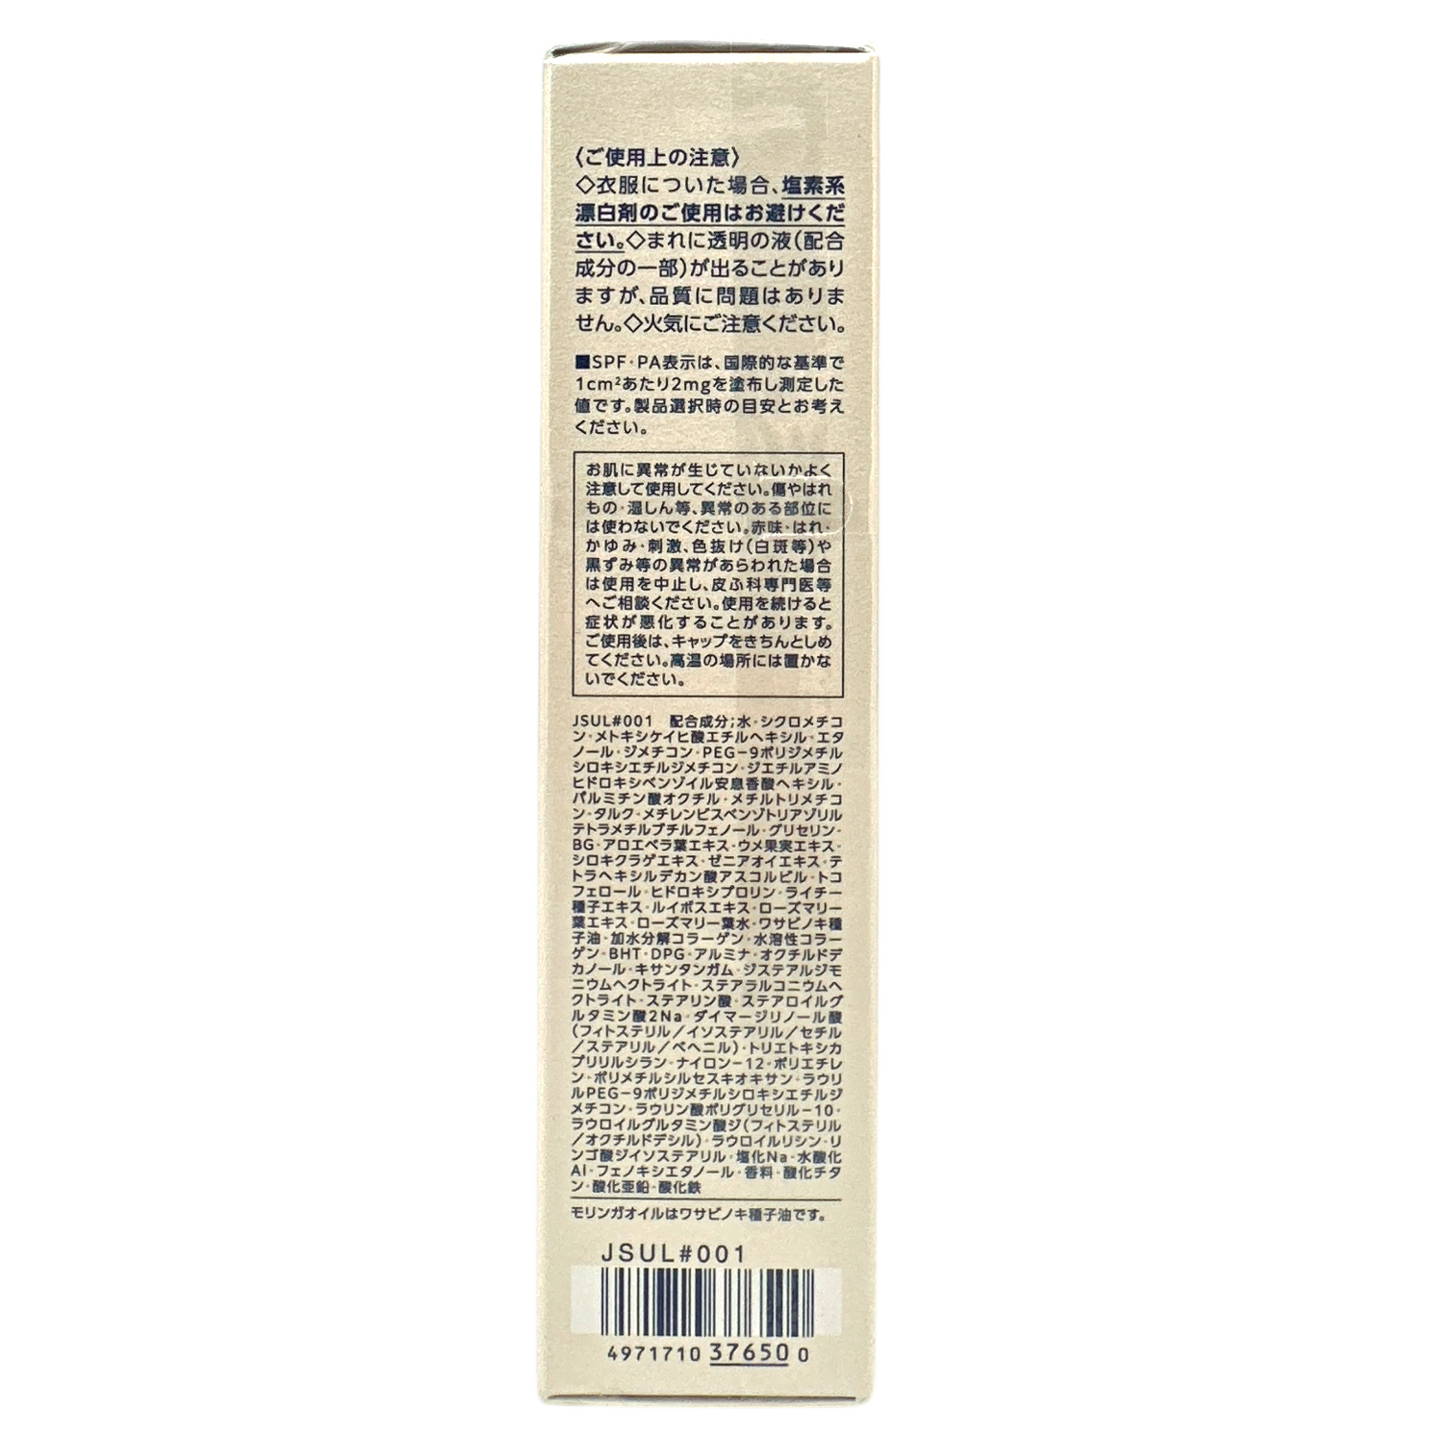 〈ご使用上の注意〉
◇衣服についた場合、塩素系
漂白剤のご使用はお避けくだ
さい。◇まれに透明の液(配合
成分の一部)が出ることがあり
ますが、品質に問題はありま
せん。◇火気にご注意ください。
■SPF・PA表示は、国際的な基準で
1cm²あたり2mgを塗布し測定した
値です。製品選択時の目安とお考え
ください。
お肌に異常が生じていないかよく
注意して使用してください。傷やはれ
もの・湿しん等、異常のある部位に
は使わないでください。赤味・はれ・
かゆみ・刺激、色抜け(白斑等)や
黒ずみ等の異常があらわれた場合
は使用を中止し、皮ふ科専門医等
へご相談ください。使用を続けると
症状が悪化することがあります。
ご使用後は、キャップをきちんとしめ
てください。高温の場所には置かな
いでください。
JSUL#001 配合成分;水・シクロメチコ
ン・メトキシケイヒ酸エチルヘキシル・エタ
ノール・ジメチコン・PEG-9ポリジメチル
シロキシエチルジメチコン・ジエチルアミノ
ヒドロキシベンゾイル安息香酸ヘキシル・
パルミチン酸オクチル・メチルトリメチコ
ン・タルク・メチレンビスベンゾトリアゾリル
テトラメチルブチルフェノール・グリセリン・
BG・アロエベラ葉エキス・ウメ果実エキス・
シロキクラゲエキス・ゼニアオイエキス・テ
トラヘキシルデカン酸アスコルビル・トコ
フェロール・ヒドロキシプロリン・ライチー
種子エキス・ルイボスエキス・ローズマリー
葉エキス・ローズマリー葉水・ワサビノキ種
子油・加水分解コラーゲン・水溶性コラー
ゲン・BHT・DPG・アルミナ・オクチルドデ
カノール・キサンタンガム・ジステアルジモ
ニウムヘクトライト・ステアラルコニウムヘ
クトライト・ステアリン酸・ステアロイルグ
ルタミン酸2Na・ダイマージリノール酸
(フィトステリル/イソステアリル/セチル
/ステアリル/ベヘニル)・トリエトキシカ
プリリルシラン・ナイロン-12・ポリエチレ
ン・ポリメチルシルセスキオキサン・ラウリ
ルPEG-9ポリジメチルシロキシエチルジ
メチコン・ラウリン酸ポリグリセリル-10・
ラウロイルグルタミン酸ジ(フィトステリル
/オクチルドデシル)・ラウロイルリシン・リ
ンゴ酸ジイソステアリル・塩化Na・水酸化
Al・フェノキシエタノール・香料・酸化チタ
ン・酸化亜鉛・酸化鉄
モリンガオイルはワサビノキ種子油です。
JSUL#001
4971710 37650 0